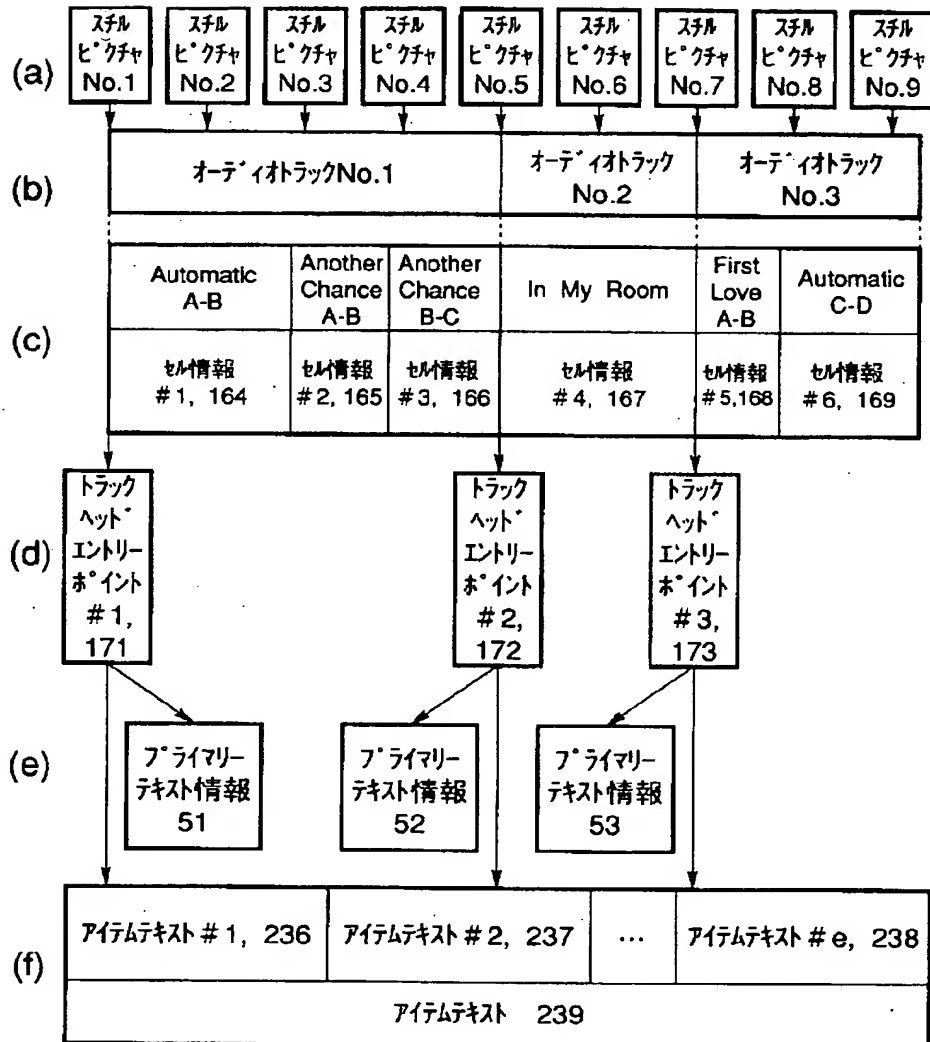 (a)
スチル
ピクチャ
No.1
スチル
ピクチャ
No.2
スチル
ピクチャ
No.3
スチル
ピクチャ
No.4
スチル
ピクチャ
No.5
スチル
ピクチャ
No.6
スチル
ピクチャ
No.7
スチル
ピクチャ
No.8
スチル
ピクチャ
No.9
(b)
オーディオトラックNo.1
オーディオトラック
No.2
オーディオトラック
No.3
(c)
Automatic
A-B
Another
Chance
A-B
Another
Chance
B-C
In My Room
First
Love
A-B
Automatic
C-D
セル情報
#1, 164
セル情報
#2, 165
セル情報
#3, 166
セル情報
#4, 167
セル情報
#5,168
セル情報
#6, 169
(d)
トラック
ヘッド
エントリー
ポイント
#1,
171
トラック
ヘッド
エントリー
ポイント
#2,
172
トラック
ヘッド
エントリー
ポイント
#3,
173
(e)
プライマリー
テキスト情報
51
プライマリー
テキスト情報
52
プライマリー
テキスト情報
53
(f)
アイテムテキスト#1, 236
アイテムテキスト#2, 237
…
アイテムテキスト#e, 238
アイテムテキスト 239